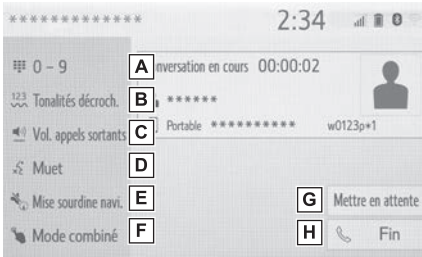 ************* 2:34
0 – 9 A nversation en cours 00:00:02
123 Tonalités décroch. B ******
Vol. appels sortants C Portable ********** w0123p*1
Muet D
Mise sourdine navi. E G Mettre en attente
Mode combiné F H Fin